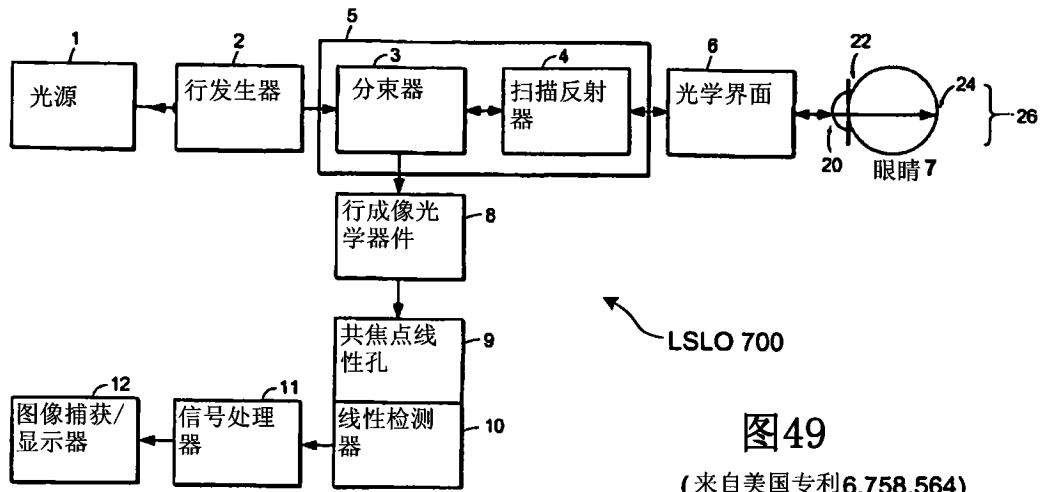 5
1
2
3
4
6
22
光源
行发生器
分束器
扫描反射
器
光学界面
24
26
20
眼睛7
行成像光
学器件
8
共焦点线
性孔
9
LSLO 700
12
11
图像捕获/
显示器
信号处理
器
线性检测
器
10
图49
(来自美国专利6,758,564)